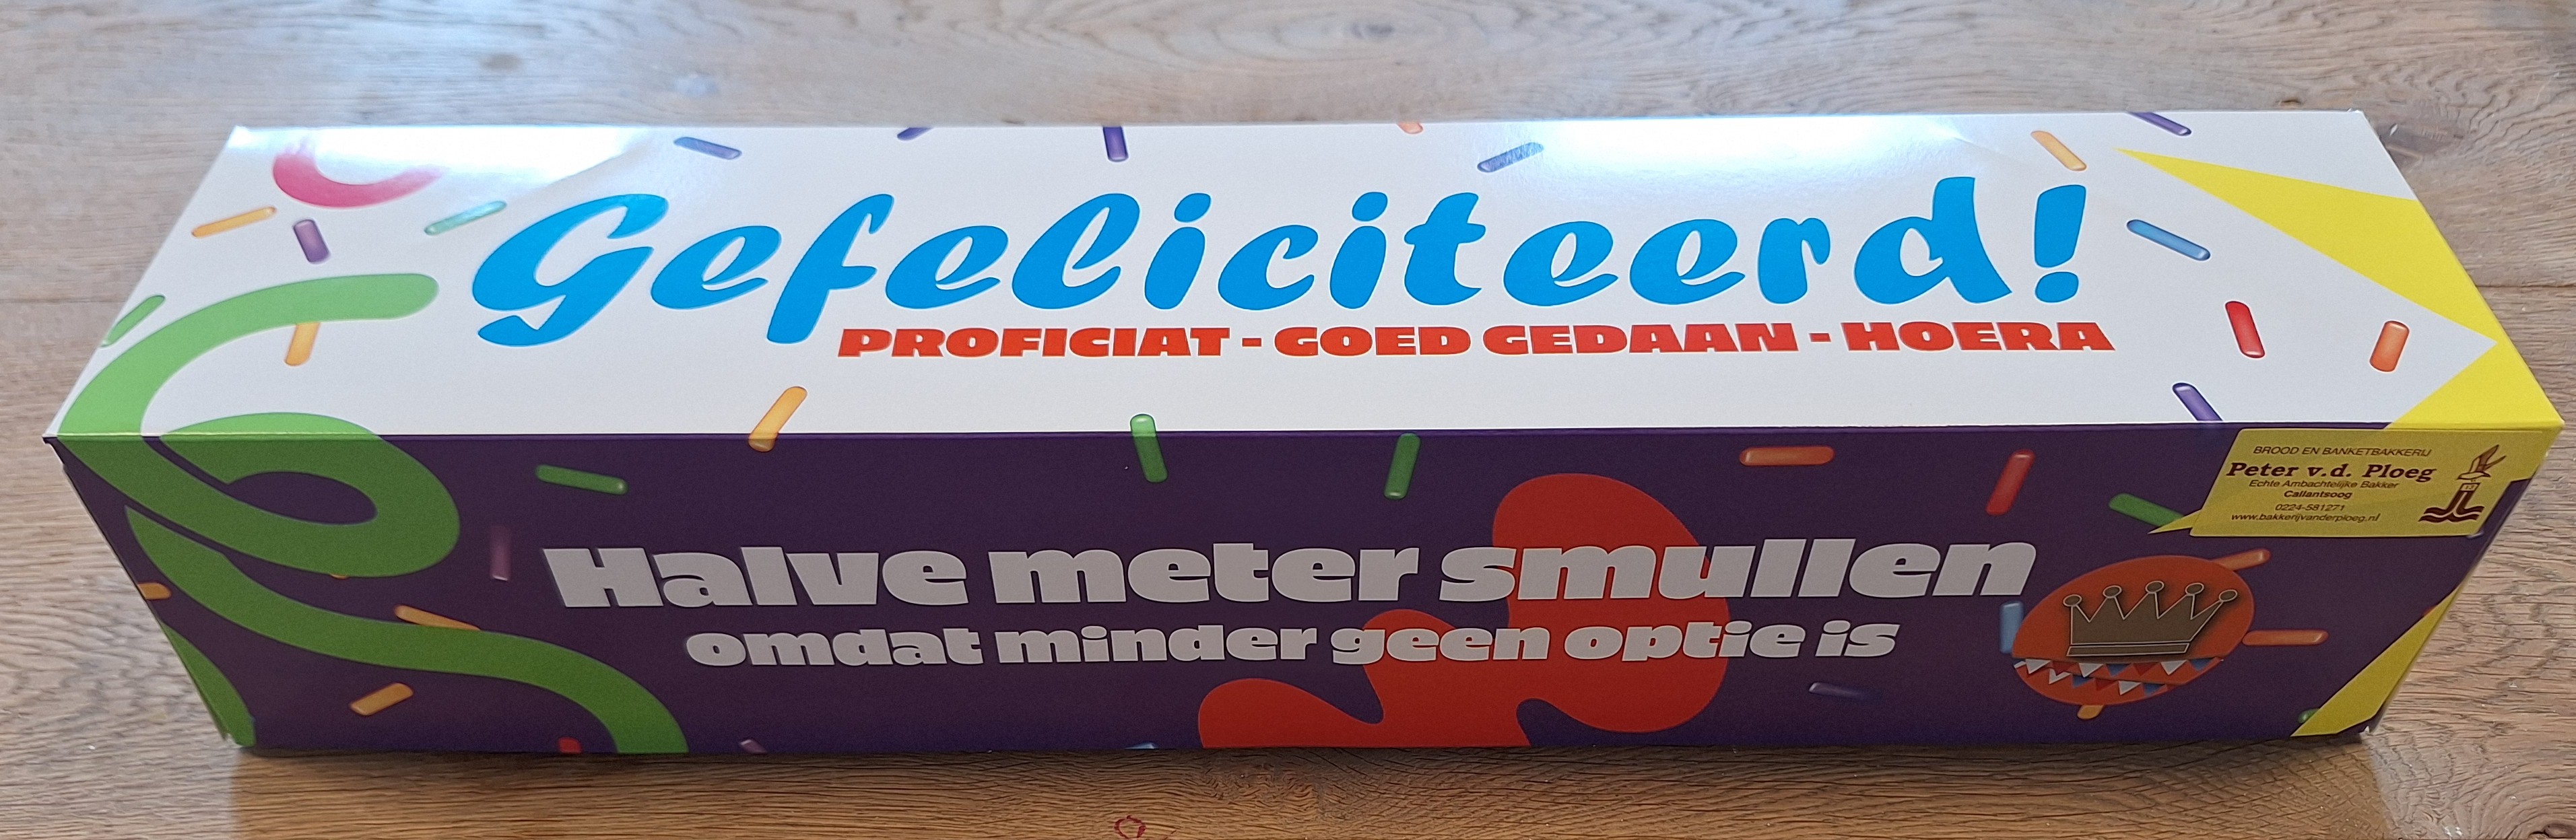 Gefeliciteerd!
PROFICIAT - GOED GEDAAN - HOERA
BROOD EN BANKETBAKKERIJ
Peter v.d. Ploeg
Echte Ambachtelijke Bakker
Callantsoog
0224-581271
www.bakkerijvanderploeg.nl
Halve meter smullen
omdat minder geen optie is